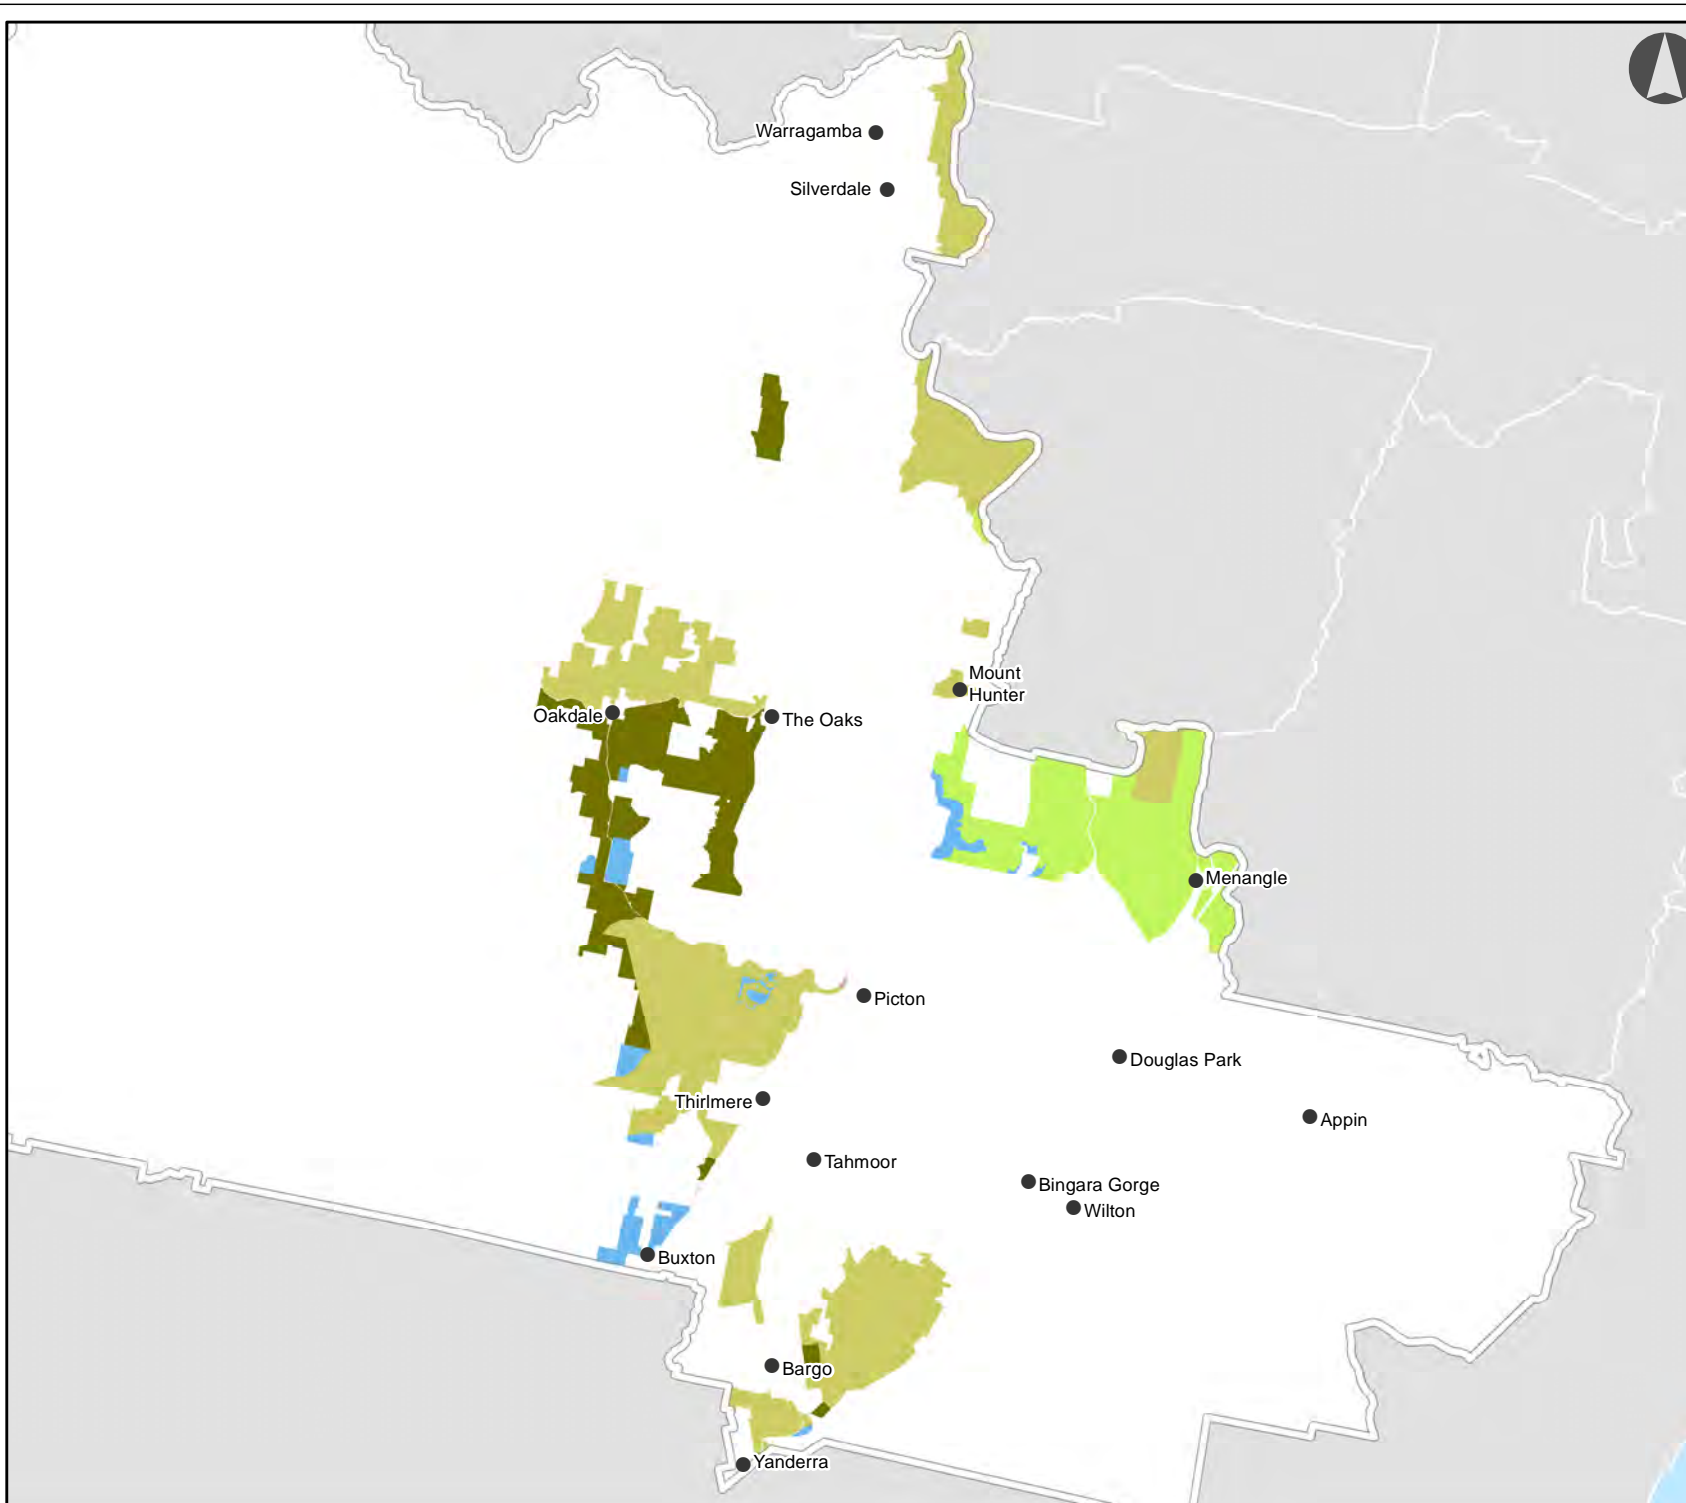 Warragamba
Silverdale
Mount
Hunter
Oakdale
The Oaks
Menangle
Picton
Douglas Park
Thirlmere
Appin
Tahmoor
Bingara Gorge
Wilton
Buxton
Bargo
Yanderra